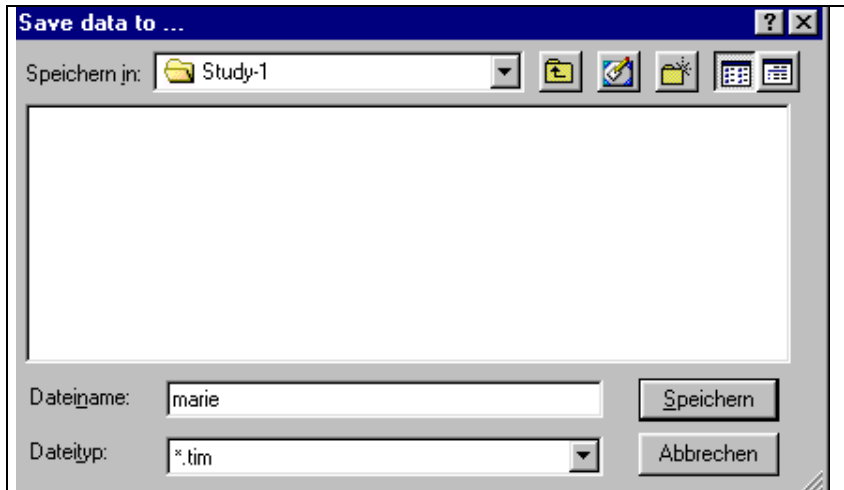 Save data to ...
Speichern in: Study-1
Dateiname: marie Speichern
Dateityp: *.tim Abbrechen